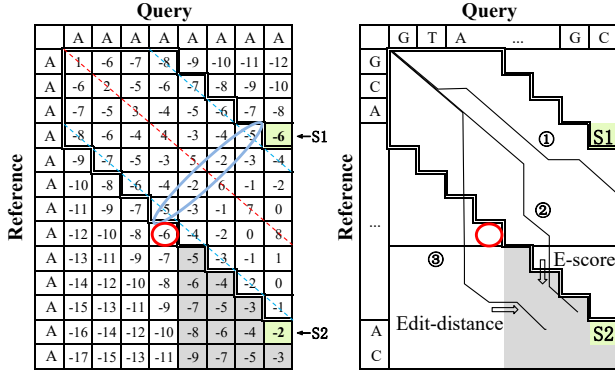 Query
A A A A A A A A
A 1 -6 -7 -8 -9 -10 -11 -12
A -6 2 -5 -6 -7 -8 -9 -10
A -7 -5 3 -4 -5 -6 -7 -8
A -8 -6 -4 4 -3 -4 -5 -6 ←S1
A -9 -7 -5 -3 5 -2 -3 -4
A -10 -8 -6 -4 -2 6 -1 -2
A -11 -9 -7 -5 -3 -1 7 0
A -12 -10 -8 -6 -4 -2 0 8
A -13 -11 -9 -7 -5 -3 -1 1
A -14 -12 -10 -8 -6 -4 -2 0
A -15 -13 -11 -9 -7 -5 -3 -1
A -16 -14 -12 -10 -8 -6 -4 -2 ←S2
A -17 -15 -13 -11 -9 -7 -5 -3
Reference
Query
G T A ... G C
G
C
A
...
A
C
Reference
① S1
②
③ E-score
Edit-distance S2